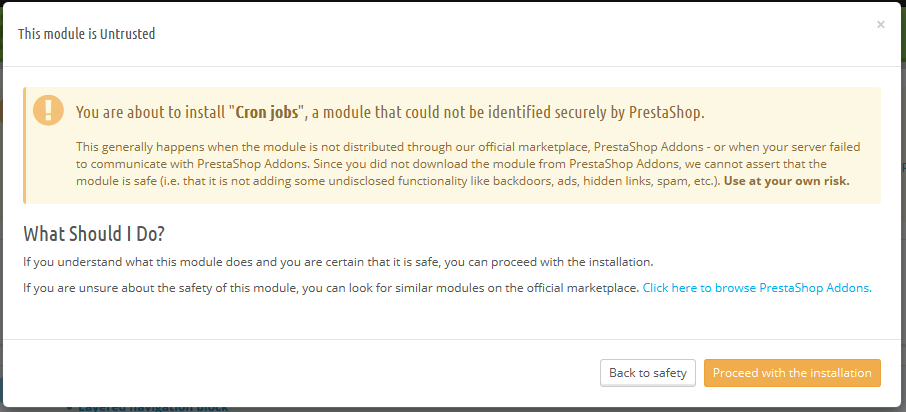 This module is Untrusted
×
You are about to install "Cron jobs", a module that could not be identified securely by PrestaShop.
This generally happens when the module is not distributed through our official marketplace, PrestaShop Addons - or when your server failed
to communicate with PrestaShop Addons. Since you did not download the module from PrestaShop Addons, we cannot assert that the
module is safe (i.e. that it is not adding some undisclosed functionality like backdoors, ads, hidden links, spam, etc.). Use at your own risk.
What Should I Do?
If you understand what this module does and you are certain that it is safe, you can proceed with the installation.
If you are unsure about the safety of this module, you can look for similar modules on the official marketplace. Click here to browse PrestaShop Addons.
Back to safety
Proceed with the installation
Layered navigation block